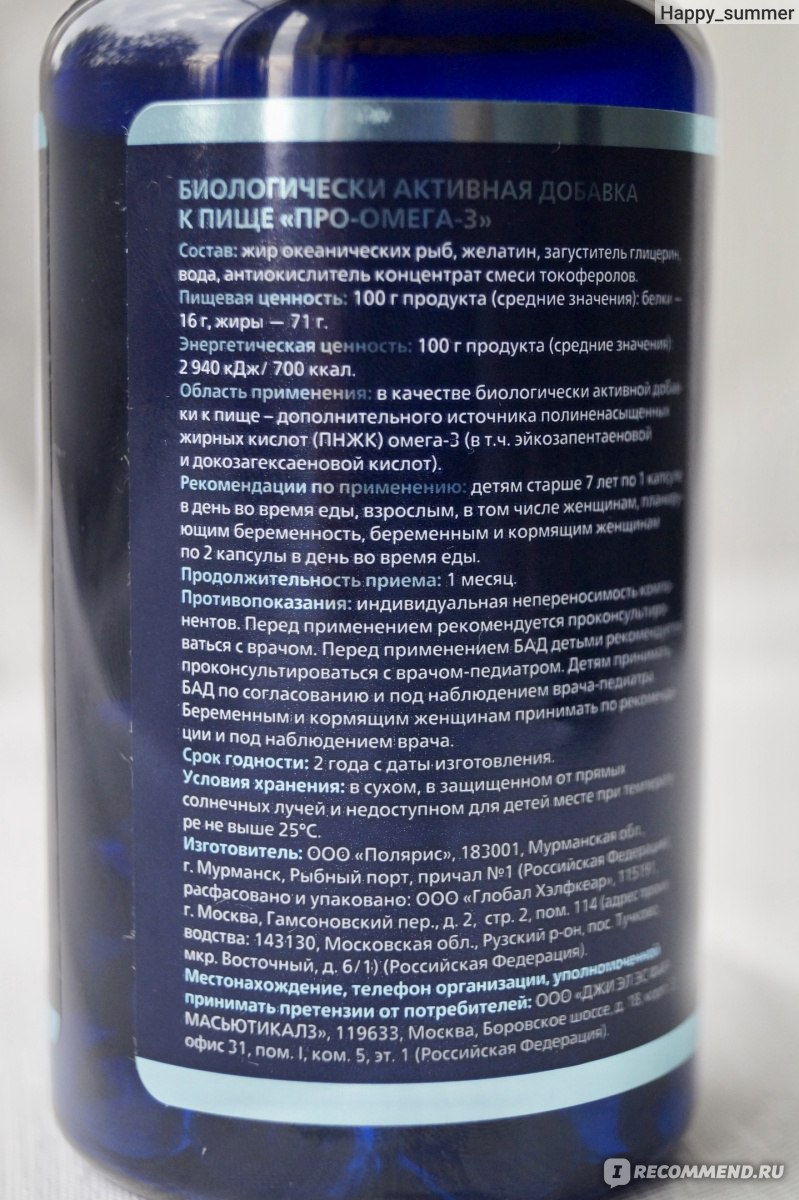 Happy_summer
БИОЛОГИЧЕСКИ АКТИВНАЯ ДОБАВКА
К ПИЩЕ «ПРО-ОМЕГА-3»
Состав: жир океанических рыб, желатин, загуститель глицерин,
вода, антиокислитель концентрат смеси токоферолов.
Пищевая ценность: 100 г продукта (средние значения): белки –
16 г, жиры — 71 г.
Энергетическая ценность: 100 г продукта (средние значения):
2 940 кДж/ 700 ккал.
Область применения: в качестве биологически активной добав-
ки к пище – дополнительного источника полиненасыщенных
жирных кислот (ПНЖК) омега-3 (в т.ч. эйкозапентаеновой
и докозагексаеновой кислот).
Рекомендации по применению: детям старше 7 лет по 1 капсуле
в день во время еды, взрослым, в том числе женщинам, планиру-
ющим беременность, беременным и кормящим женщинам
по 2 капсулы в день во время еды.
Продолжительность приема: 1 месяц.
Противопоказания: индивидуальная непереносимость компо-
нентов. Перед применением рекомендуется проконсультиро-
ваться с врачом. Перед применением БАД детьми рекомендуется
проконсультироваться с врачом-педиатром. Детям принимать
БАД по согласованию и под наблюдением врача-педиатра.
Беременным и кормящим женщинам принимать по рекоменда-
ции и под наблюдением врача.
Срок годности: 2 года с даты изготовления.
Условия хранения: в сухом, в защищенном от прямых
солнечных лучей и недоступном для детей месте при температу-
ре не выше 25°С.
Изготовитель: ООО «Полярис», 183001, Мурманская обл.,
г. Мурманск, Рыбный порт, причал №1 (Российская Федерация),
расфасовано и упаковано: ООО «Глобал Хэлфкеар», 115191,
г. Москва, Гамсоновский пер., д. 2, стр. 2, пом. 114 (адрес произ-
водства: 143130, Московская обл., Рузский р-он, пос. Тучково,
мкр. Восточный, д. 6/1) (Российская Федерация).
Местонахождение, телефон организации, уполномоченной
принимать претензии от потребителей: ООО «ДЖИ ЭЛ ЭС ФАР-
МАСЬЮТИКАЛЗ», 119633, Москва, Боровское шоссе, д. 18,
офис 31, пом. I, ком. 5, эт. 1 (Российская Федерация).
IRECOMMEND.RU